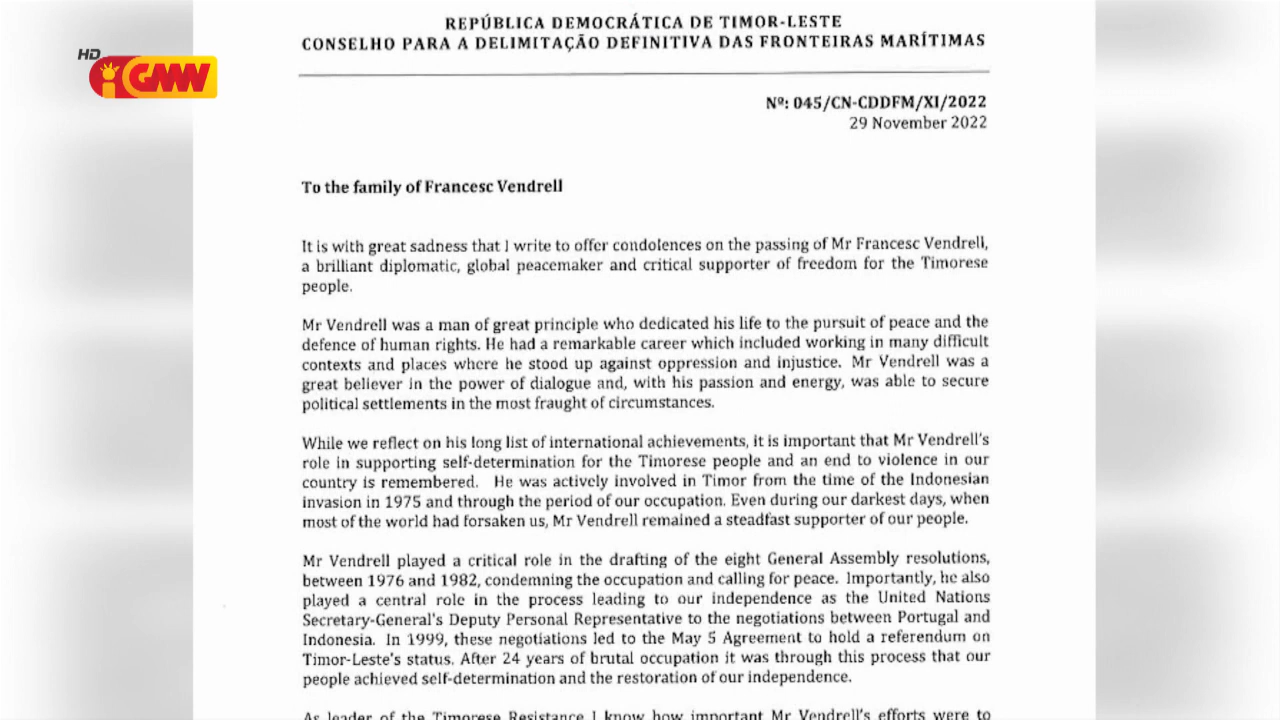 REPÚBLICA DEMOCRÁTICA DE TIMOR-LESTE
CONSELHO PARA A DELIMITAÇÃO DEFINITIVA DAS FRONTEIRAS MARÍTIMAS
HD
iGMW
Nº: 045/CN-CDDFM/XI/2022
29 November 2022
To the family of Francesc Vendrell
It is with great sadness that I write to offer condolences on the passing of Mr Francesc Vendrell,
a brilliant diplomatic, global peacemaker and critical supporter of freedom for the Timorese
people.
Mr Vendrell was a man of great principle who dedicated his life to the pursuit of peace and the
defence of human rights. He had a remarkable career which included working in many difficult
contexts and places where he stood up against oppression and injustice. Mr Vendrell was a
great believer in the power of dialogue and, with his passion and energy, was able to secure
political settlements in the most fraught of circumstances.
While we reflect on his long list of international achievements, it is important that Mr Vendrell's
role in supporting self-determination for the Timorese people and an end to violence in our
country is remembered. He was actively involved in Timor from the time of the Indonesian
invasion in 1975 and through the period of our occupation. Even during our darkest days, when
most of the world had forsaken us, Mr Vendrell remained a steadfast supporter of our people.
Mr Vendrell played a critical role in the drafting of the eight General Assembly resolutions,
between 1976 and 1982, condemning the occupation and calling for peace. Importantly, he also
played a central role in the process leading to our independence as the United Nations
Secretary-General's Deputy Personal Representative to the negotiations between Portugal and
Indonesia. In 1999, these negotiations led to the May 5 Agreement to hold a referendum on
Timor-Leste's status. After 24 years of brutal occupation it was through this process that our
people achieved self-determination and the restoration of our independence.
As leader of the Timorese Resistance I know how important Mr Vendrell's efforts were to